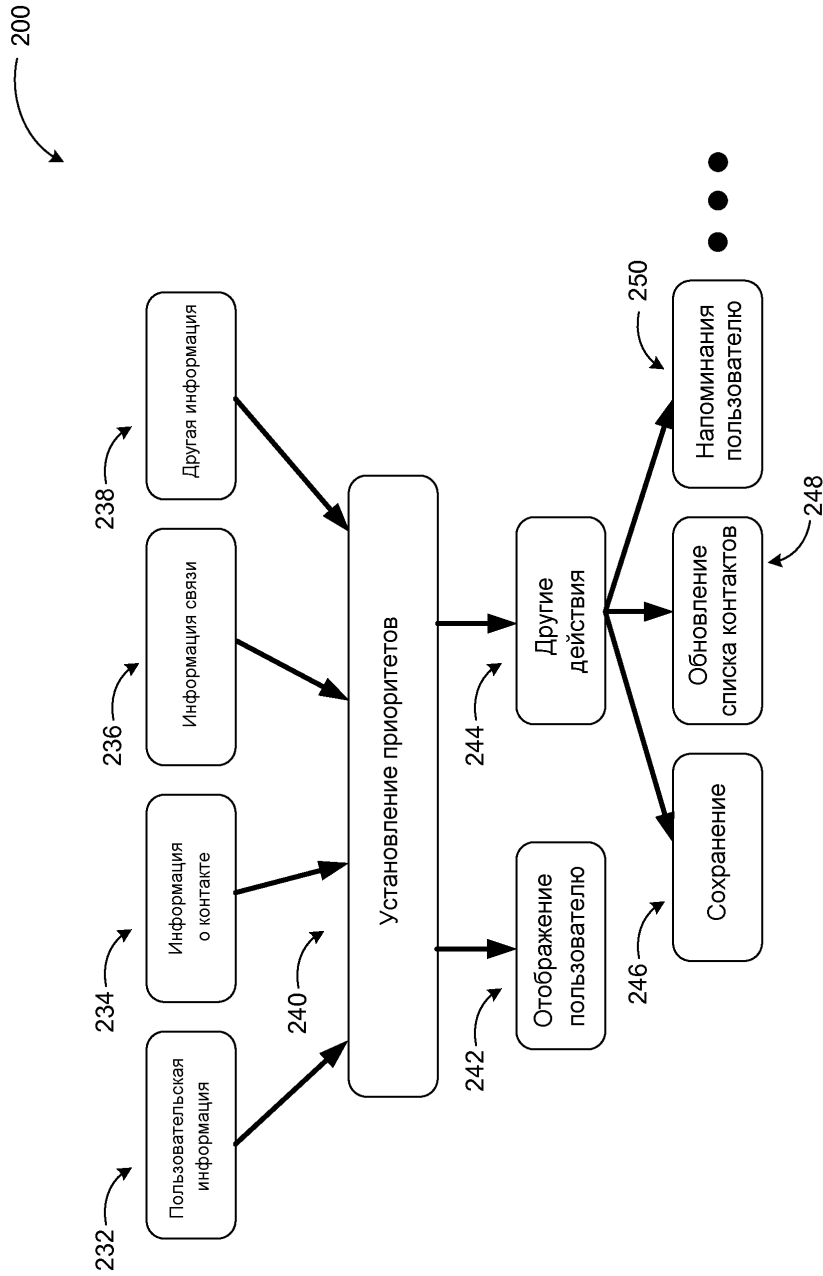 200
232
Пользовательская
информация
234
Информация
о контакте
236
Информация связи
238
Другая информация
240
Установление приоритетов
242
Отображение
пользователю
244
Другие
действия
246
Сохранение
Обновление
списка контактов
248
250
Напоминания
пользователю